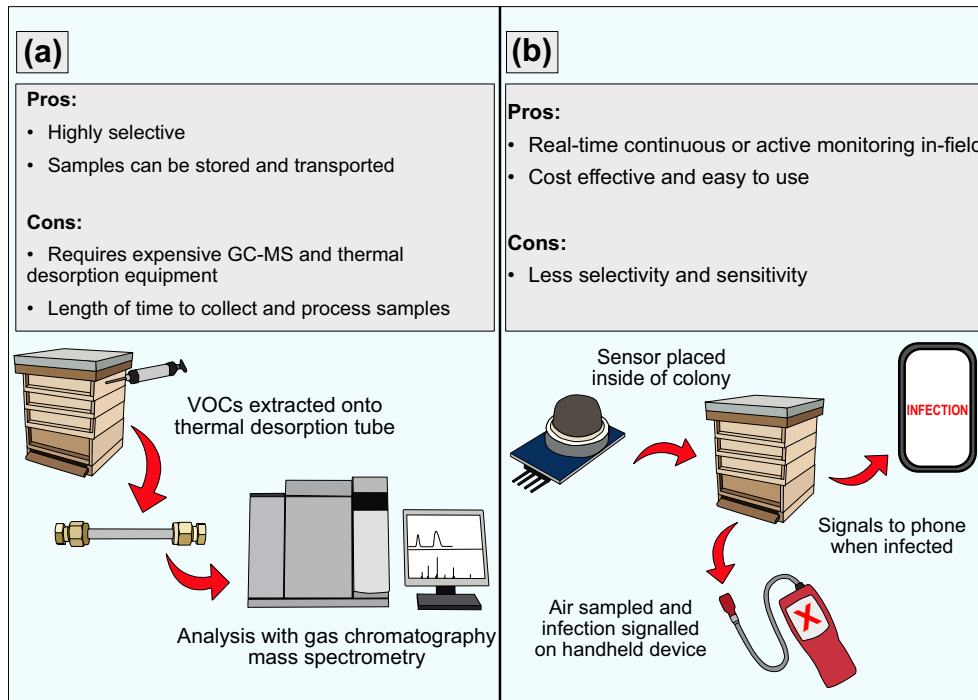 (a)
Pros:
• Highly selective
• Samples can be stored and transported
Cons:
• Requires expensive GC-MS and thermal
desorption equipment
• Length of time to collect and process samples
VOCs extracted onto
thermal desorption tube
Analysis with gas chromatography
mass spectrometry
(b)
Pros:
• Real-time continuous or active monitoring in-field
• Cost effective and easy to use
Cons:
• Less selectivity and sensitivity
Sensor placed
inside of colony
INFECTION
Signals to phone
when infected
Air sampled and
infection signalled
on handheld device
X